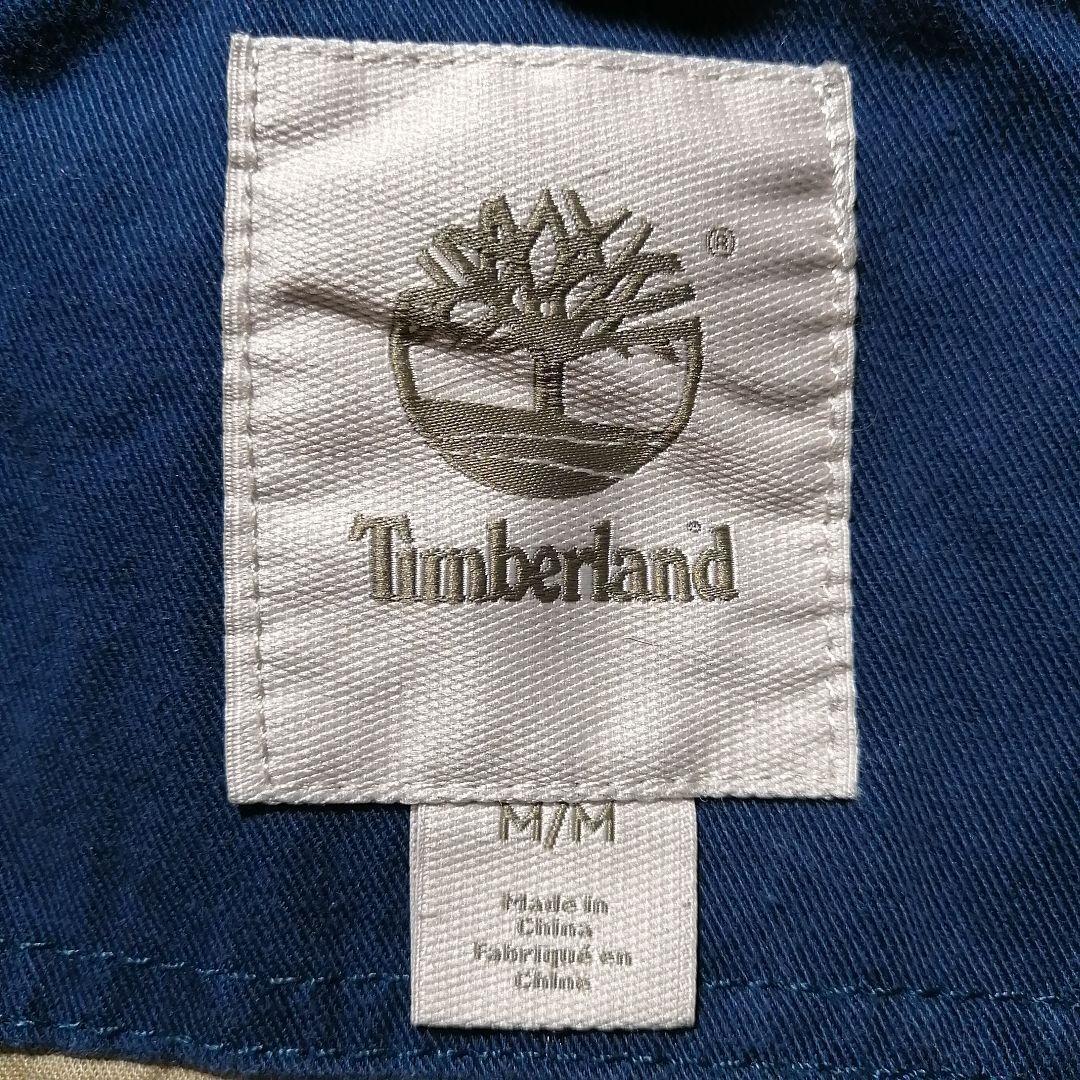 ®
Timberland®
M/M
Made in
China
Fabriqué en
Chine